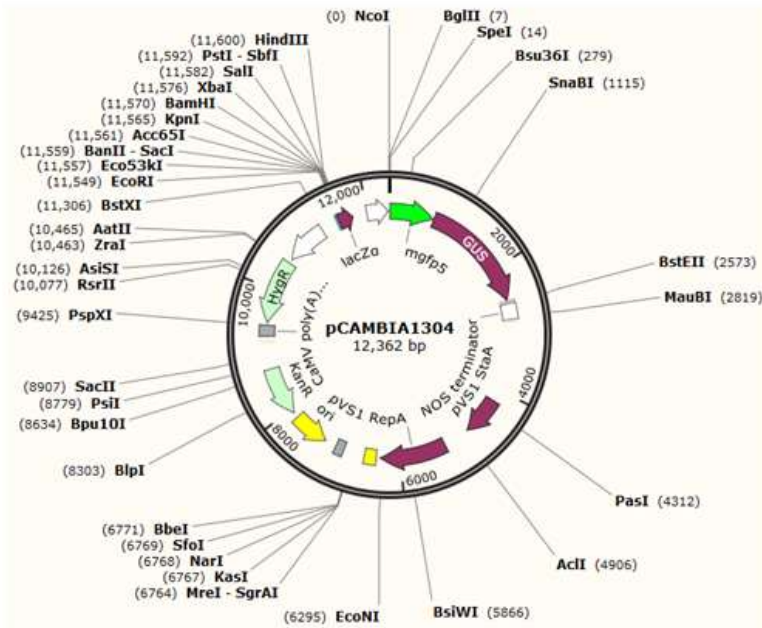 (0) NcoI
BglII (7)
SpeI (14)
Bsu36I (279)
SnaBI (1115)
(11,600) HindIII
(11,592) PstI - SbfI
(11,582) SalI
(11,576) XbaI
(11,570) BamHI
(11,565) KpnI
(11,561) Acc65I
(11,559) BanII - SacI
(11,557) Eco53kI
(11,549) EcoRI
(11,306) BstXI
(10,465) AatII
(10,463) ZraI
(10,126) AsiSI
(10,077) RsrII
(9425) PspXI
(8907) SacII
(8779) PsiI
(8634) Bpu10I
(8303) BlpI
(6771) BbeI
(6769) SfoI
(6768) NarI
(6767) KasI
(6764) MreI - SgrAI
(6295) EcoNI
BsiWI (5866)
AclI (4906)
PasI (4312)
MauBI (2819)
BstEII (2573)
12,000
2000
4000
6000
8000
10,000
lacZα
mgfp5
GUS
HygR
CaMV poly(A)...
KanR
ori
pVS1 RepA
pVS1 StaA
NOS terminator
pCAMBIA1304
12,362 bp